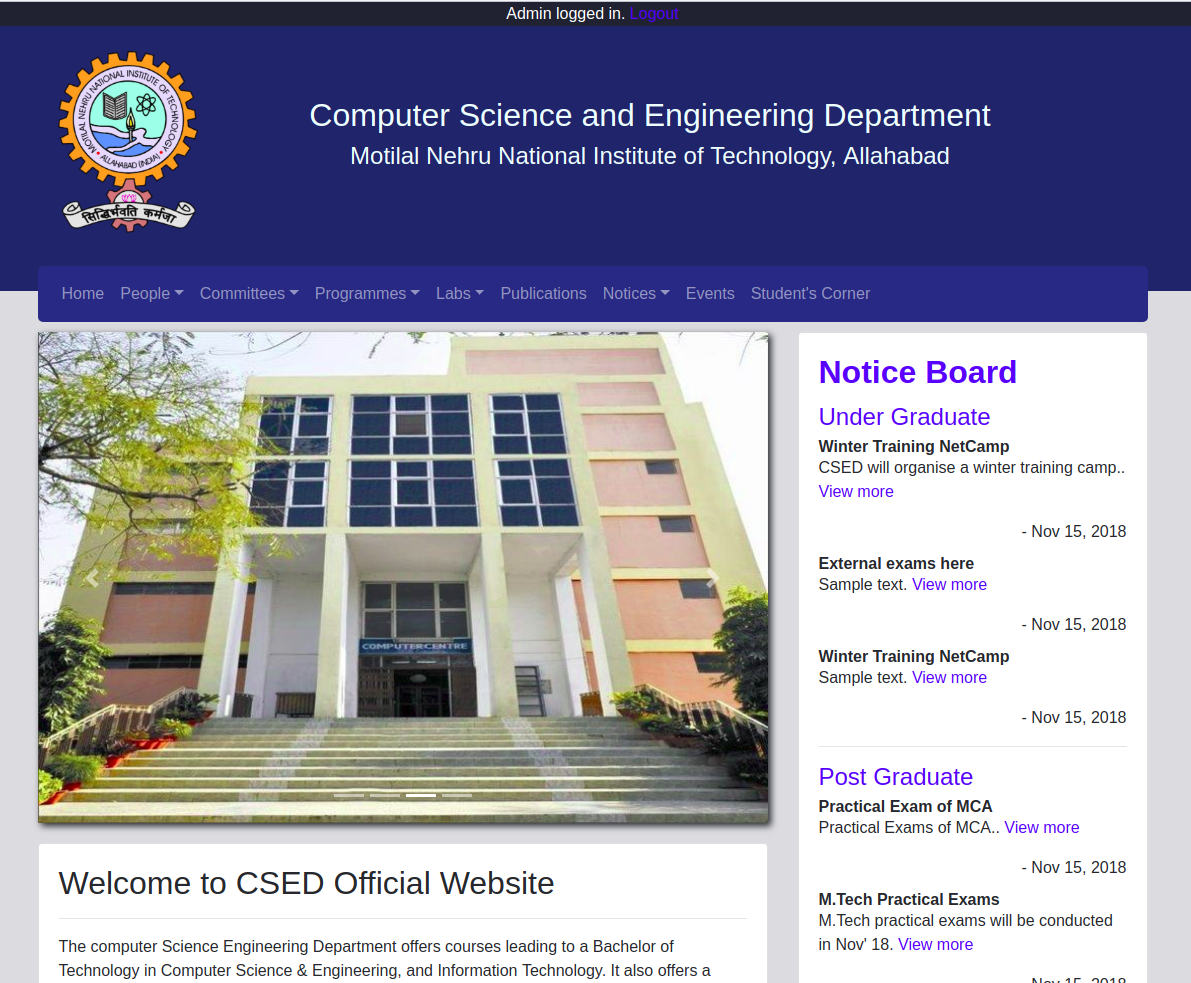 Admin logged in. Logout
MOTILAL NEHRU NATIONAL INSTITUTE OF TECHNOLOGY
ALLAHABAD (INDIA)
सिद्धिर्भवति कर्मजा
Computer Science and Engineering Department
Motilal Nehru National Institute of Technology, Allahabad
Home People Committees Programmes Labs Publications Notices Events Student's Corner
COMPUTER CENTRE
Welcome to CSED Official Website
The computer Science Engineering Department offers courses leading to a Bachelor of
Technology in Computer Science & Engineering, and Information Technology. It also offers a
Notice Board
Under Graduate
Winter Training NetCamp
CSED will organise a winter training camp..
View more
- Nov 15, 2018
External exams here
Sample text. View more
- Nov 15, 2018
Winter Training NetCamp
Sample text. View more
- Nov 15, 2018
Post Graduate
Practical Exam of MCA
Practical Exams of MCA.. View more
- Nov 15, 2018
M.Tech Practical Exams
M.Tech practical exams will be conducted
in Nov' 18. View more
- Nov 15, 2018